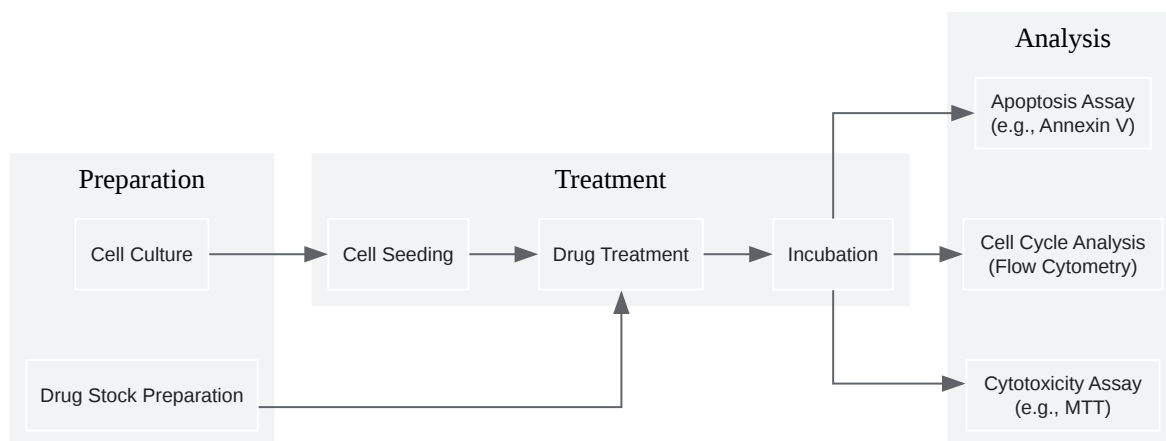 Preparation
Cell Culture
Drug Stock Preparation
Treatment
Cell Seeding
Drug Treatment
Incubation
Analysis
Apoptosis Assay
(e.g., Annexin V)
Cell Cycle Analysis
(Flow Cytometry)
Cytotoxicity Assay
(e.g., MTT)